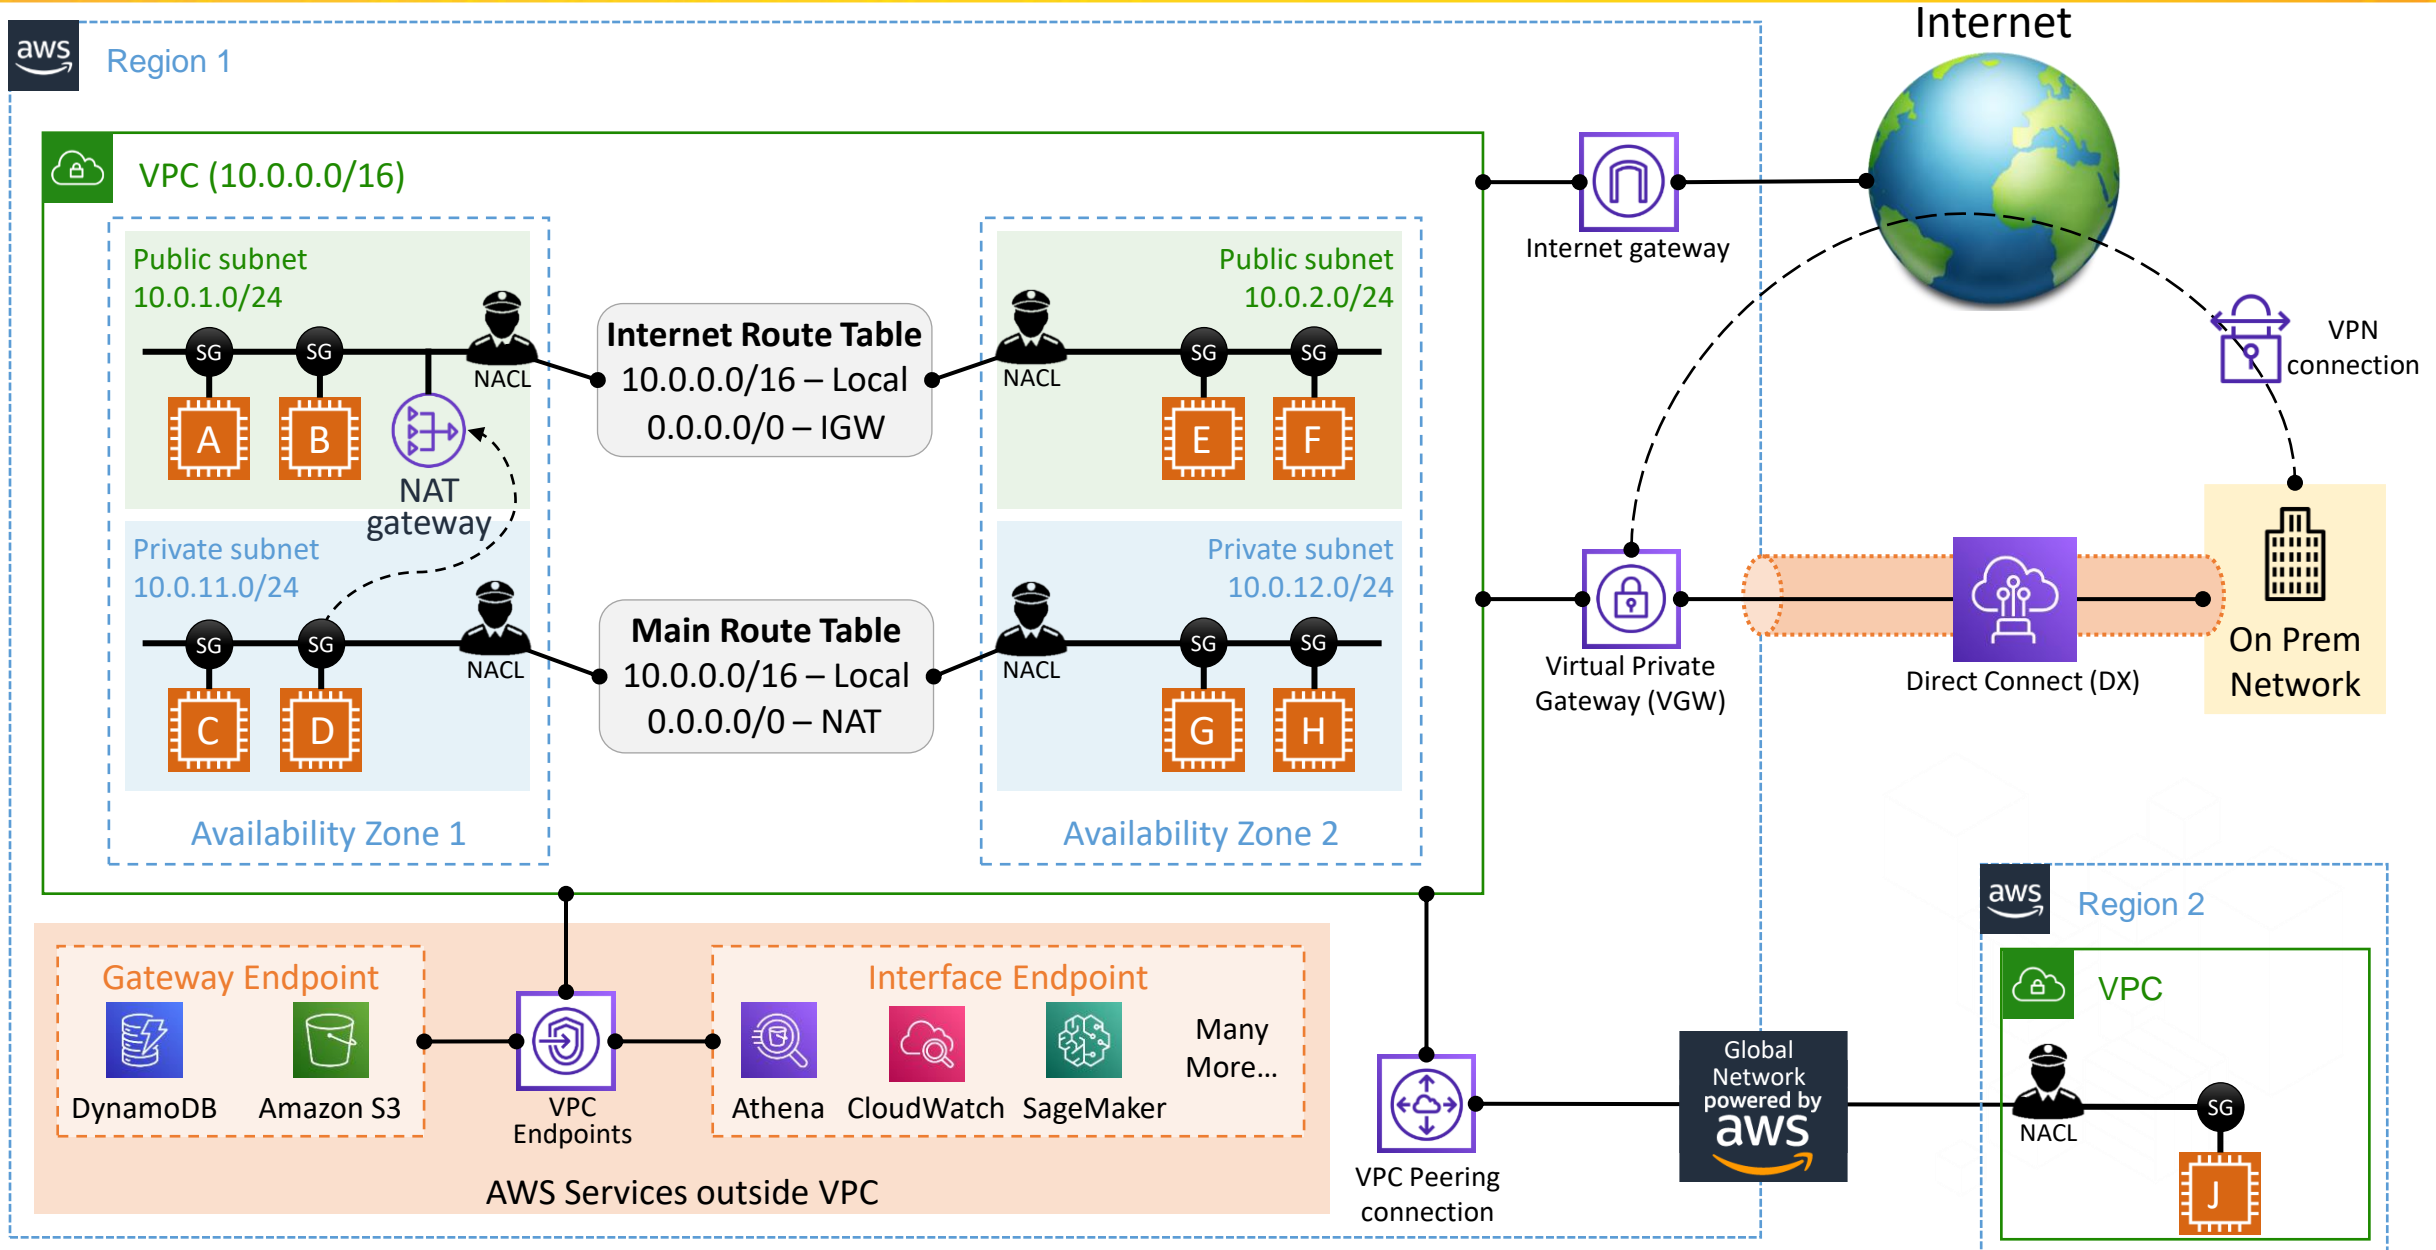 aws
Region 1
VPC (10.0.0.0/16)
Public subnet
10.0.1.0/24
SG
SG
NACL
A
B
NAT
gateway
Private subnet
10.0.11.0/24
SG
SG
NACL
C
D
Availability Zone 1
Internet Route Table
10.0.0.0/16 – Local
0.0.0.0/0 – IGW
Main Route Table
10.0.0.0/16 – Local
0.0.0.0/0 – NAT
Public subnet
10.0.2.0/24
NACL
SG
SG
E
F
Private subnet
10.0.12.0/24
NACL
SG
SG
G
H
Availability Zone 2
Internet gateway
Internet
VPN
connection
Virtual Private
Gateway (VGW)
Direct Connect (DX)
On Prem
Network
Gateway Endpoint
DynamoDB
Amazon S3
VPC
Endpoints
Interface Endpoint
Athena
CloudWatch
SageMaker
Many
More...
AWS Services outside VPC
VPC Peering
connection
Global
Network
powered by
aws
aws
Region 2
VPC
NACL
SG
J